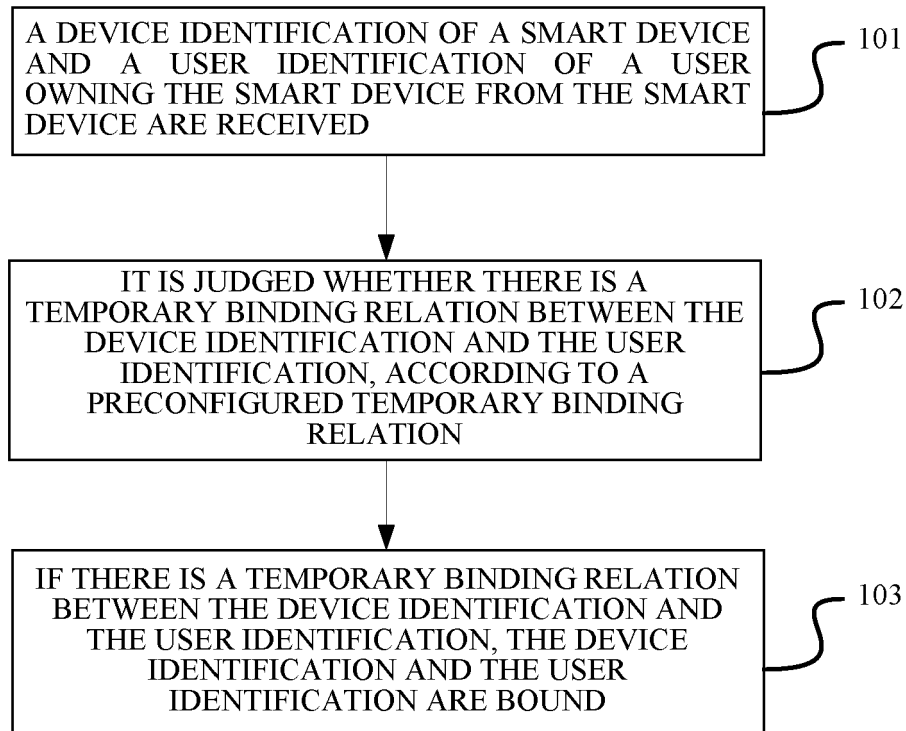 A DEVICE IDENTIFICATION OF A SMART DEVICE
AND A USER IDENTIFICATION OF A USER
OWNING THE SMART DEVICE FROM THE SMART
DEVICE ARE RECEIVED
101
IT IS JUDGED WHETHER THERE IS A
TEMPORARY BINDING RELATION BETWEEN THE
DEVICE IDENTIFICATION AND THE USER
IDENTIFICATION, ACCORDING TO A
PRECONFIGURED TEMPORARY BINDING
RELATION
102
IF THERE IS A TEMPORARY BINDING RELATION
BETWEEN THE DEVICE IDENTIFICATION AND
THE USER IDENTIFICATION, THE DEVICE
IDENTIFICATION AND THE USER
IDENTIFICATION ARE BOUND
103